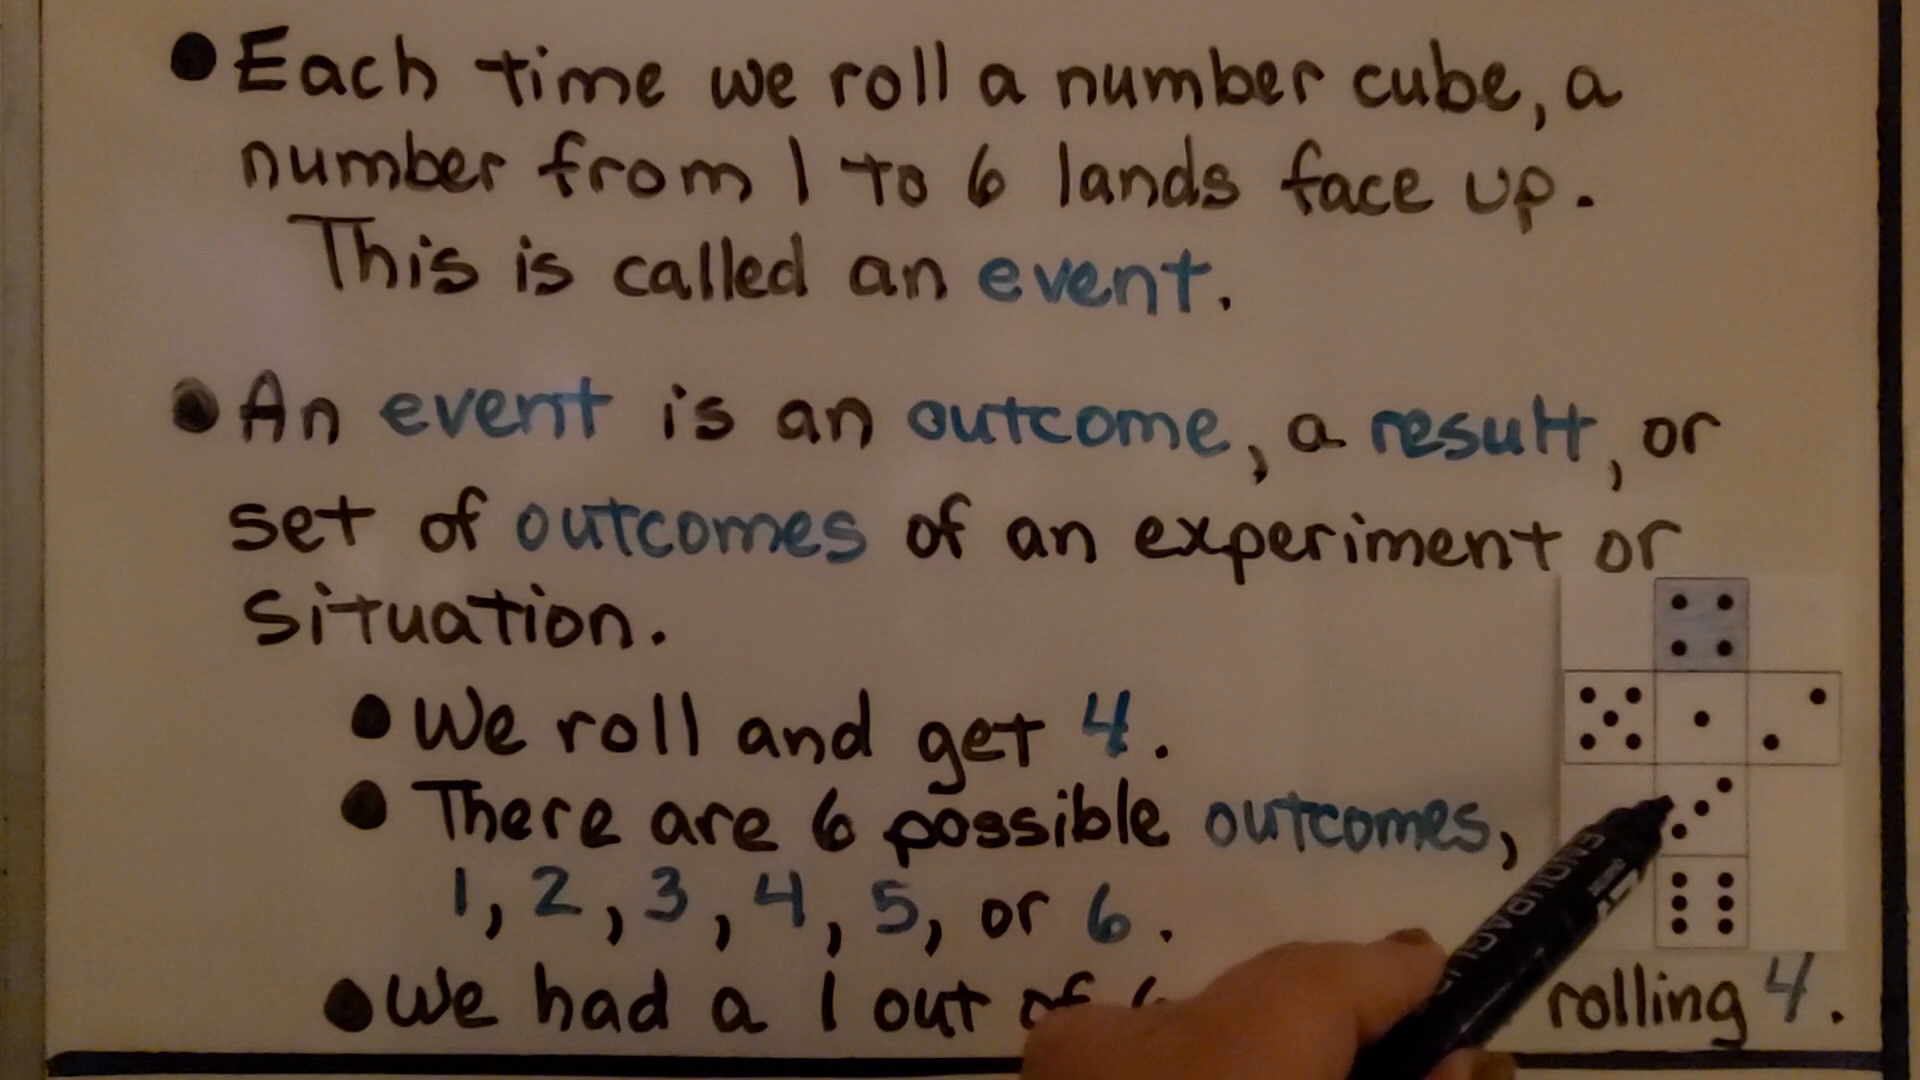 • Each time we roll a number cube, a
number from 1 to 6 lands face up.
This is called an event.
• An event is an outcome, a result, or
set of outcomes of an experiment or
situation.
• We roll and get 4.
• There are 6 possible outcomes,
1, 2, 3, 4, 5, or 6.
• We had a 1 out of rolling 4.